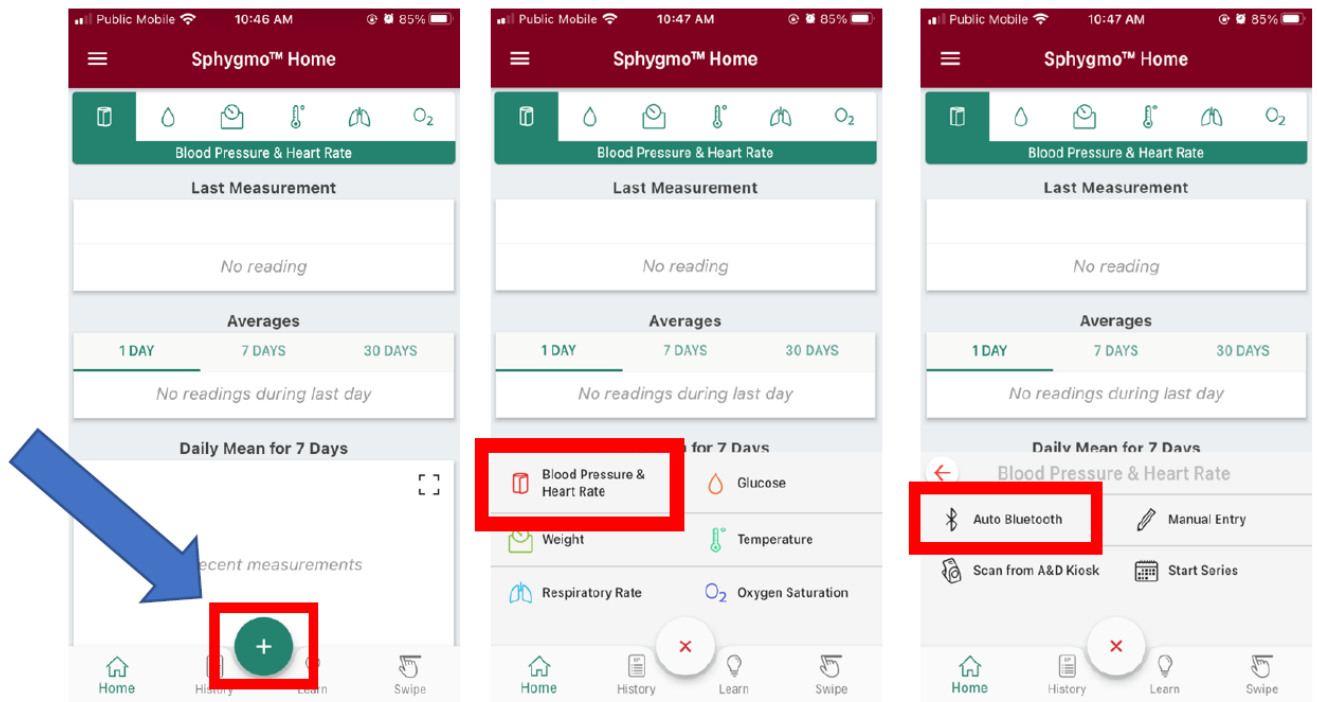 Public Mobile 10:46 AM 85%
Sphygmo™ Home
O2
Blood Pressure & Heart Rate
Last Measurement
No reading
Averages
1 DAY 7 DAYS 30 DAYS
No readings during last day
Daily Mean for 7 Days
ecent measurements
+
Home History Learn Swipe
Public Mobile 10:47 AM 85%
Sphygmo™ Home
O2
Blood Pressure & Heart Rate
Last Measurement
No reading
Averages
1 DAY 7 DAYS 30 DAYS
No readings during last day
for 7 Days
Blood Pressure &
Heart Rate
Glucose
Weight Temperature
Respiratory Rate O2 Oxygen Saturation
×
Home History Learn Swipe
Public Mobile 10:47 AM 85%
Sphygmo™ Home
O2
Blood Pressure & Heart Rate
Last Measurement
No reading
Averages
1 DAY 7 DAYS 30 DAYS
No readings during last day
Daily Mean for 7 Days
Blood Pressure & Heart Rate
Auto Bluetooth Manual Entry
Scan from A&D Kiosk Start Series
×
Home History Learn Swipe